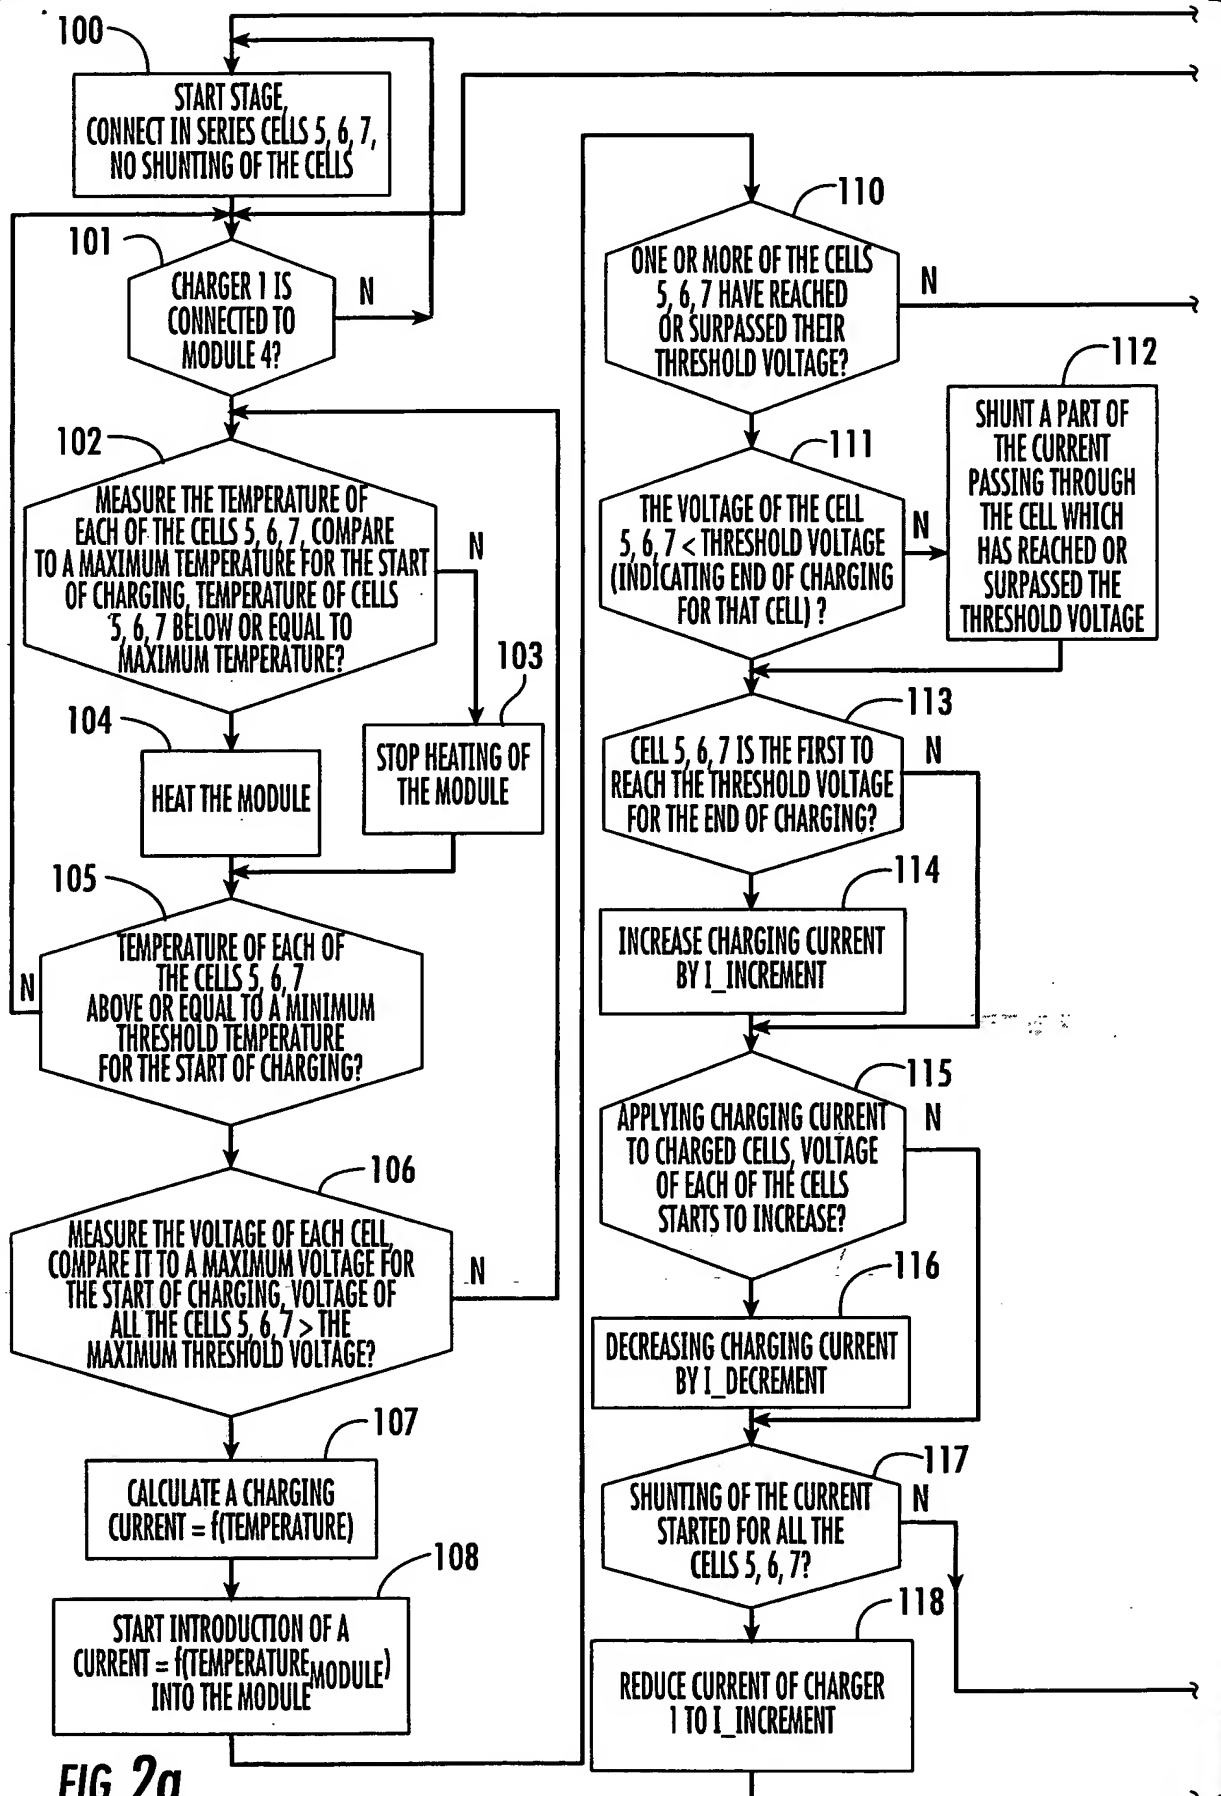 100
START STAGE,
CONNECT IN SERIES CELLS 5, 6, 7,
NO SHUNTING OF THE CELLS
101
CHARGER 1 IS
CONNECTED TO
MODULE 4?
N
102
MEASURE THE TEMPERATURE OF
EACH OF THE CELLS 5, 6, 7, COMPARE
TO A MAXIMUM TEMPERATURE FOR THE START
OF CHARGING, TEMPERATURE OF CELLS
5, 6, 7 BELOW OR EQUAL TO
MAXIMUM TEMPERATURE?
N
103
STOP HEATING OF
THE MODULE
104
HEAT THE MODULE
105
TEMPERATURE OF EACH OF
THE CELLS 5, 6, 7
ABOVE OR EQUAL TO A MINIMUM
THRESHOLD TEMPERATURE
FOR THE START OF CHARGING?
N
106
MEASURE THE VOLTAGE OF EACH CELL,
COMPARE IT TO A MAXIMUM VOLTAGE FOR
THE START OF CHARGING, VOLTAGE OF
ALL THE CELLS 5, 6, 7 > THE
MAXIMUM THRESHOLD VOLTAGE?
N
107
CALCULATE A CHARGING
CURRENT = f(TEMPERATURE)
108
START INTRODUCTION OF A
CURRENT = f(TEMPERATURE MODULE)
INTO THE MODULE
FIG. 2a
110
ONE OR MORE OF THE CELLS
5, 6, 7 HAVE REACHED
OR SURPASSED THEIR
THRESHOLD VOLTAGE?
N
111
THE VOLTAGE OF THE CELL
5, 6, 7 < THRESHOLD VOLTAGE
(INDICATING END OF CHARGING
FOR THAT CELL) ?
N
112
SHUNT A PART OF
THE CURRENT
PASSING THROUGH
THE CELL WHICH
HAS REACHED OR
SURPASSED THE
THRESHOLD VOLTAGE
113
CELL 5, 6, 7 IS THE FIRST TO
REACH THE THRESHOLD VOLTAGE
FOR THE END OF CHARGING?
N
114
INCREASE CHARGING CURRENT
BY I_INCREMENT
115
APPLYING CHARGING CURRENT
TO CHARGED CELLS, VOLTAGE
OF EACH OF THE CELLS
STARTS TO INCREASE?
N
116
DECREASING CHARGING CURRENT
BY I_DECREMENT
117
SHUNTING OF THE CURRENT
STARTED FOR ALL THE
CELLS 5, 6, 7?
N
118
REDUCE CURRENT OF CHARGER
1 TO I_INCREMENT